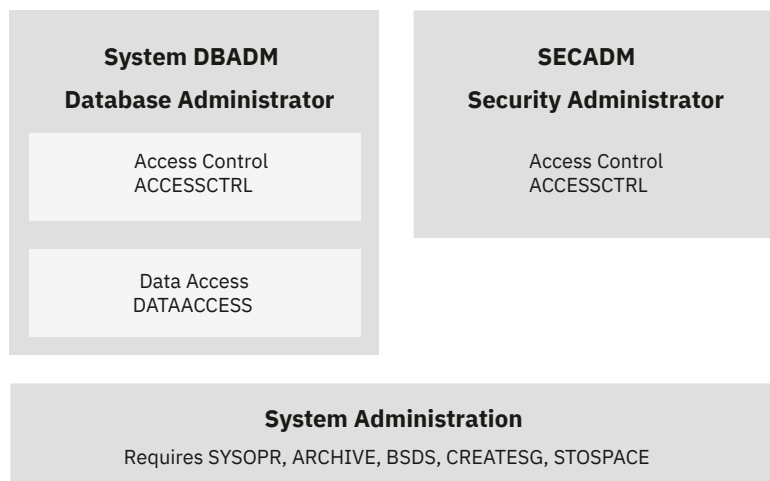 System DBADM
Database Administrator
Access Control
ACCESSCTRL
Data Access
DATAACCESS
SECADM
Security Administrator
Access Control
ACCESSCTRL
System Administration
Requires SYSOPR, ARCHIVE, BSDS, CREATESG, STOSPACE